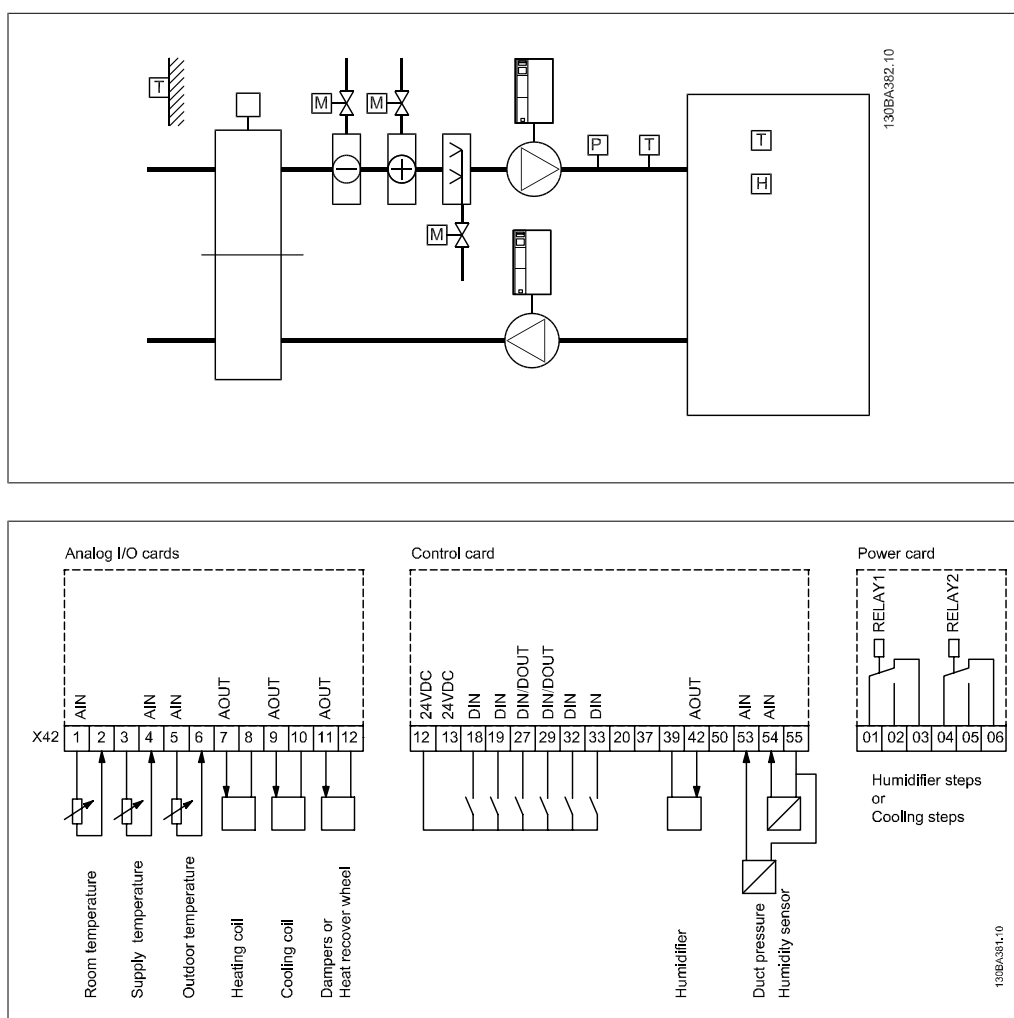 130BA382.10
T
M
M
P
T
T
H
M
Analog I/O cards
Control card
Power card
AIN
AIN
AIN
AOUT
AOUT
AOUT
24VDC
24VDC
DIN
DIN
DIN/DOUT
DIN/DOUT
DIN
DIN
AOUT
AIN
AIN
RELAY1
RELAY2
X42
1 2 3 4 5 6 7 8 9 10 11 12
12 13 18 19 27 29 32 33 20 37 39 42 50 53 54 55
01 02 03 04 05 06
Humidifier steps
or
Cooling steps
Room temperature
Supply temperature
Outdoor temperature
Heating coil
Cooling coil
Dampers or
Heat recover wheel
Humidifier
Duct pressure
Humidity sensor
130BA381.10